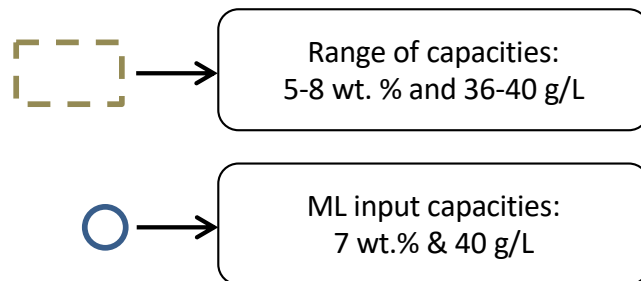 Range of capacities:
5-8 wt. % and 36-40 g/L
ML input capacities:
7 wt.% & 40 g/L